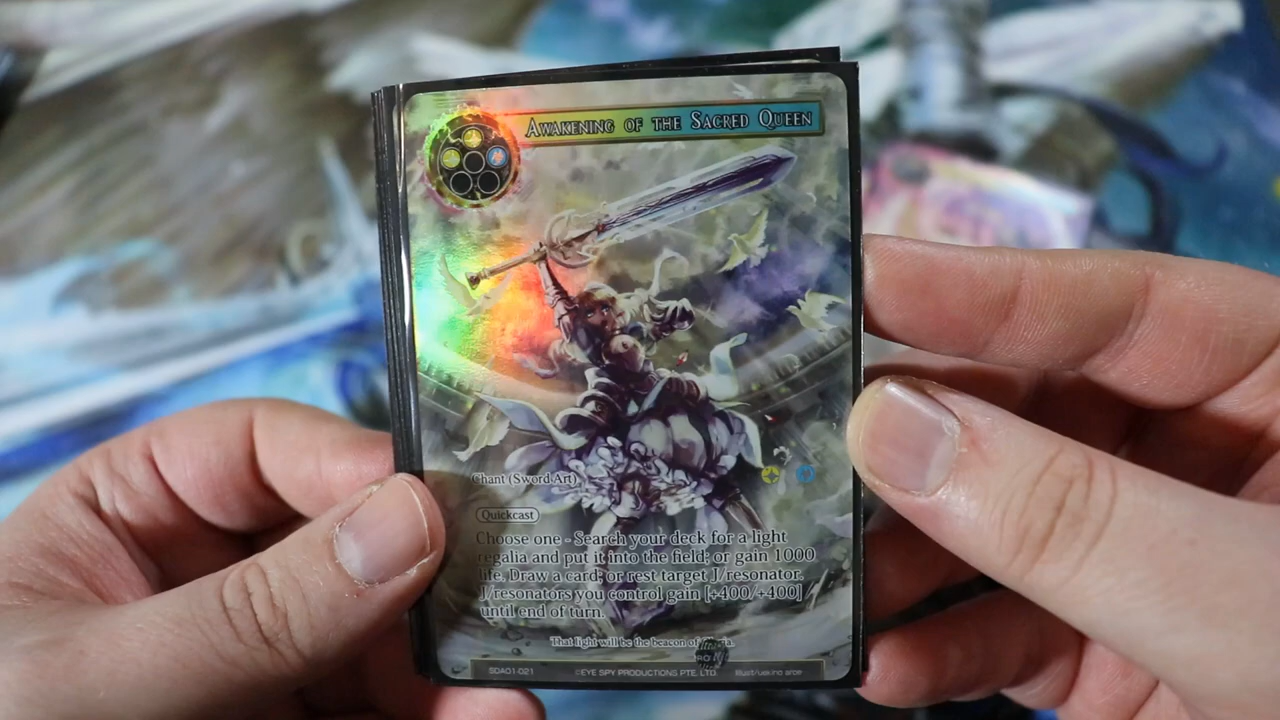 AWAKENING OF THE SACRED QUEEN
Chant (Sword Art)
Quickcast
Choose one - Search your deck for a light
regalia and put it into the field; or gain 1000
life. Draw a card; or rest target J/resonator.
J/resonators you control gain [+400/+400]
until end of turn.
That light will be the beacon of
SDAO1-021 ©EYE SPY PRODUCTIONS PTE. LTD. Illust/